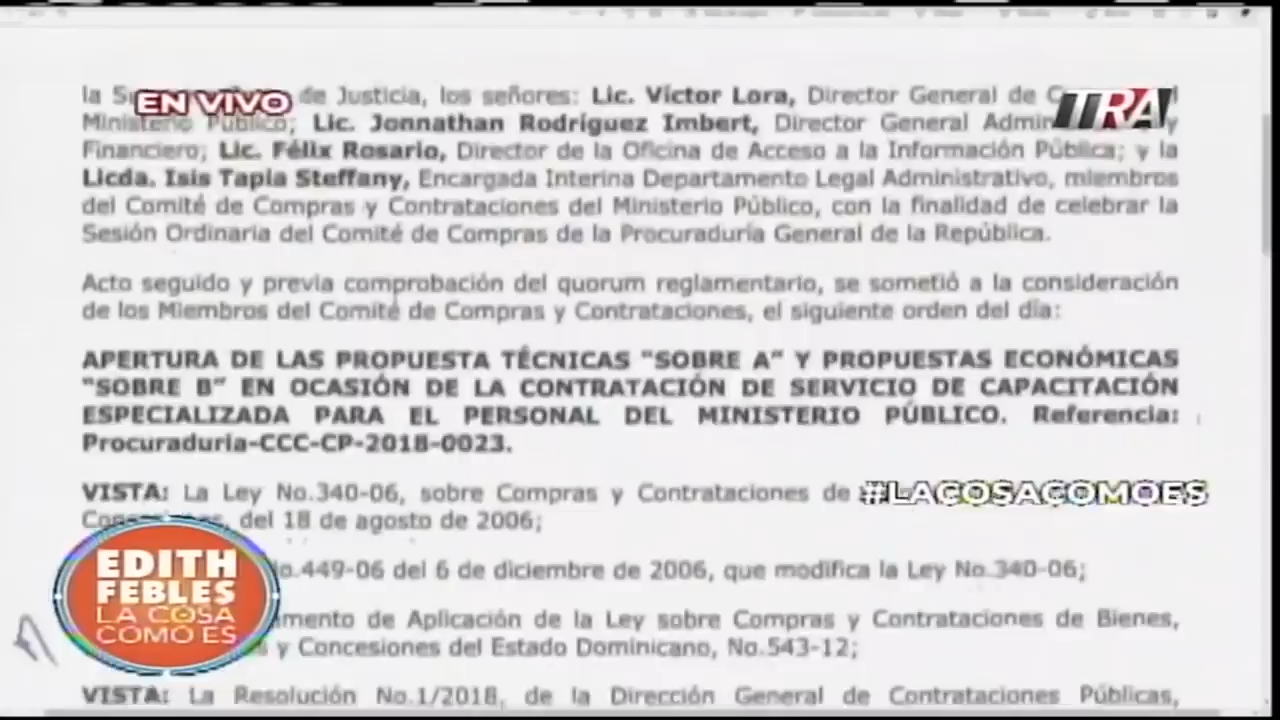 la S
EN VIVO
de Justicia, los señores: Lic. Víctor Lora, Director General de C
TRA
Ministerio Público; Lic. Jonnathan Rodríguez Imbert, Director General Admin y
Financiero; Lic. Félix Rosario, Director de la Oficina de Acceso a la Información Pública; y la
Licda. Isis Tapia Steffany, Encargada Interina Departamento Legal Administrativo, miembros
del Comité de Compras y Contrataciones del Ministerio Público, con la finalidad de celebrar la
Sesión Ordinaria del Comité de Compras de la Procuraduría General de la República.
Acto seguido y previa comprobación del quorum reglamentario, se sometió a la consideración
de los Miembros del Comité de Compras y Contrataciones, el siguiente orden del día:
APERTURA DE LAS PROPUESTA TÉCNICAS "SOBRE A" Y PROPUESTAS ECONÓMICAS
"SOBRE B" EN OCASIÓN DE LA CONTRATACIÓN DE SERVICIO DE CAPACITACIÓN
ESPECIALIZADA PARA EL PERSONAL DEL MINISTERIO PÚBLICO. Referencia:
Procuraduría-CCC-CP-2018-0023.
VISTA: La Ley No.340-06, sobre Compras y Contrataciones de
#LACOSACOMOES
del 18 de agosto de 2006;
o.449-06 del 6 de diciembre de 2006, que modifica la Ley No.340-06;
mento de Aplicación de la Ley sobre Compras y Contrataciones de Bienes,
y Concesiones del Estado Dominicano, No.543-12;
EDITH
FEBLES
LA COSA
COMO ES
VISTA: La Resolución No.1/2018, de la Dirección General de Contrataciones Públicas,